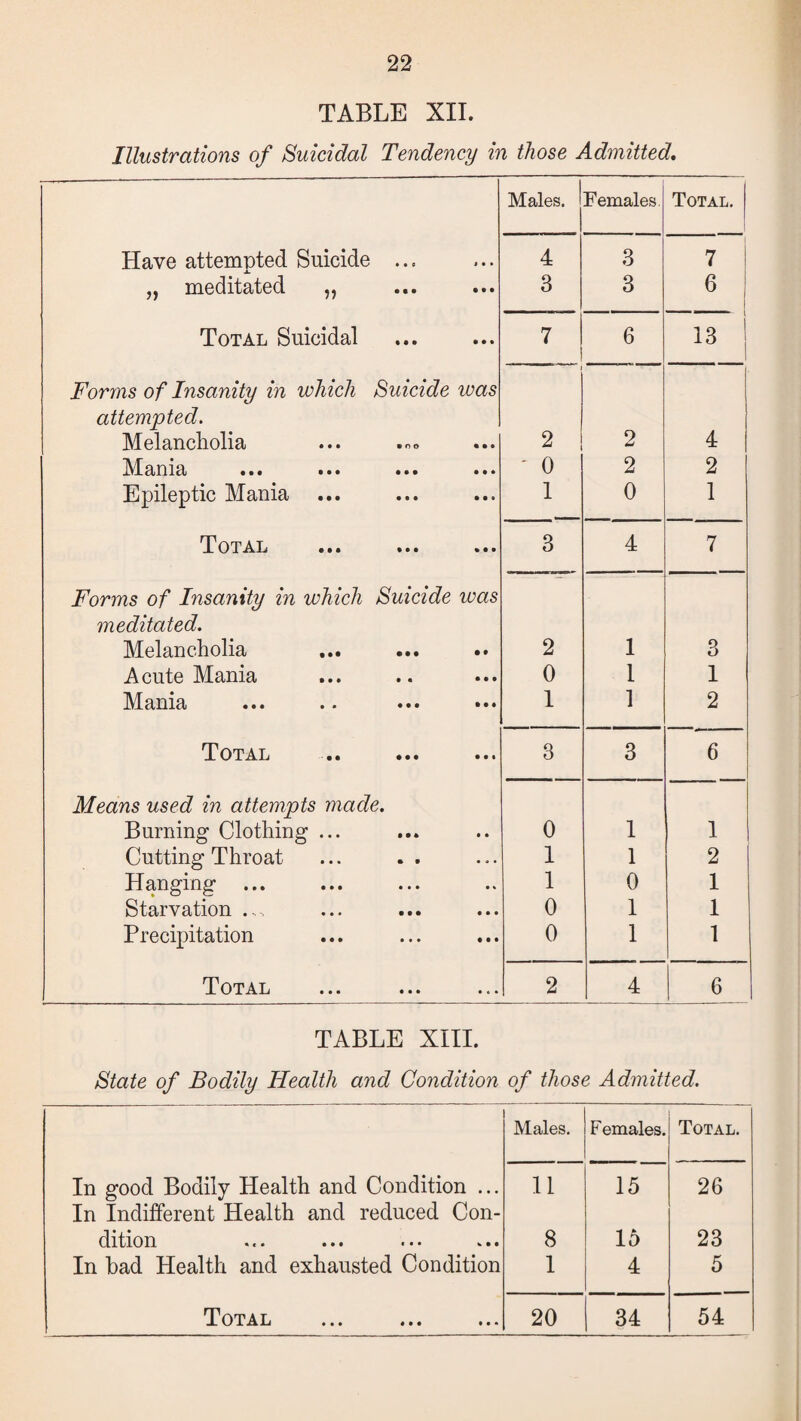 22
TABLE XII.
Illustrations of Suicidal Tendency in those Admitted.
Males. Females. Total.
Have attempted Suicide ... ... 4 3 7
„ meditated „ ... ... 3 3 6
Total Suicidal ... ... 7 6 13
Forms of Insanity in which Suicide was
attempted.
Melancholia ... ... ... 2 2 4
Mania ... ... ... ... 0 2 2
Epileptic Mania ... ... ... 1 0 1
Total ... ... ... 3 4 7
Forms of Insanity in which Suicide was
meditated.
Melancholia ... ... .. 2 1 3
Acute Mania ... .. ... 0 1 1
Mania ... .. ... ... 1 1 2
Total .. ... ... 3 3 6
Means used in attempts made.
Burning Clothing ... ... .. 0 1 1
Cutting Throat ... .. ... 1 1 2
Hanging ... ... ... .. 1 0 1
Starvation ... ... ... ... 0 1 1
Precipitation ... ... ... 0 1 1
Total ... ... ... 2 4 6
TABLE XIII.
State of Bodily Health and Condition of those Admitted.
Males. Females. Total.
In good Bodily Health and Condition ... 11 15 26
In Indifferent Health and reduced Con-
dition ... ... ... ... 8 15 23
In bad Health and exhausted Condition 1 4 5
Total ... ... ... 20 34 54